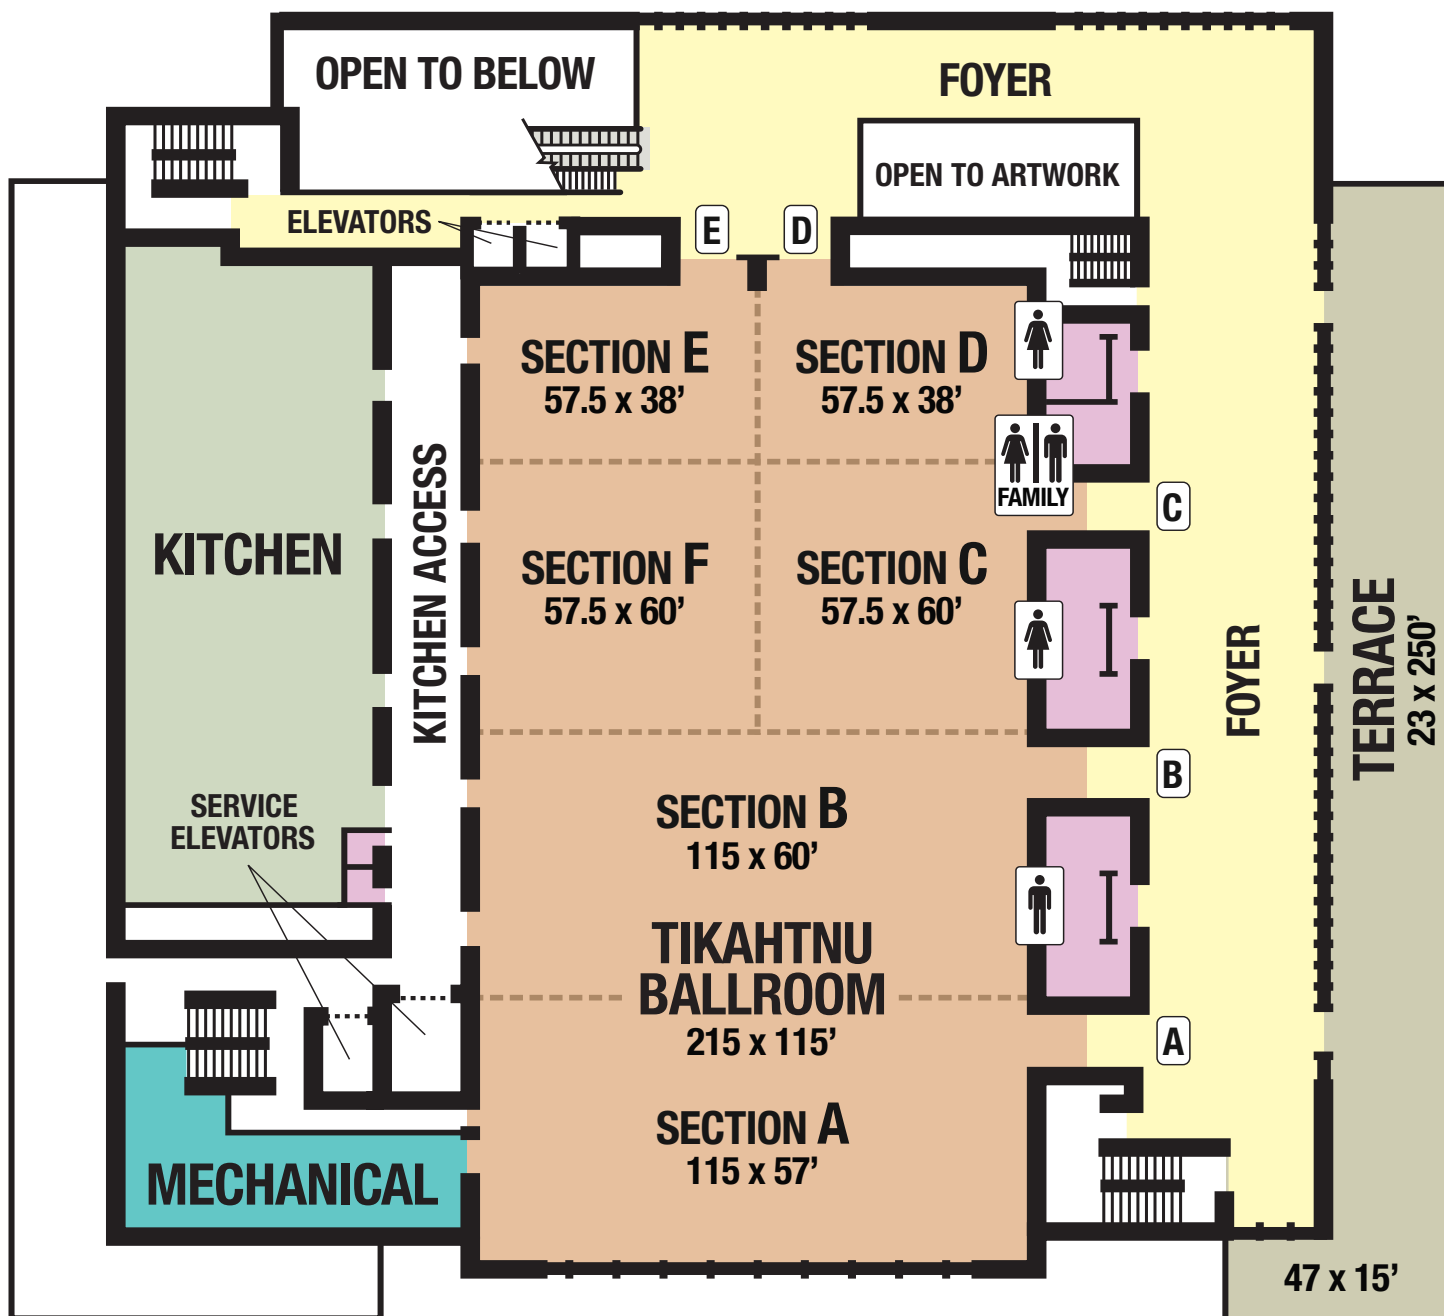 OPEN TO BELOW
FOYER
OPEN TO ARTWORK
ELEVATORS
E
D
SECTION E
57.5 x 38’
SECTION D
57.5 x 38’
FAMILY
C
KITCHEN
KITCHEN ACCESS
SECTION F
57.5 x 60’
SECTION C
57.5 x 60’
FOYER
TERRACE
23 x 250’
B
SERVICE
ELEVATORS
SECTION B
115 x 60’
TIKAHTNU
BALLROOM
215 x 115’
A
SECTION A
115 x 57’
MECHANICAL
47 x 15’